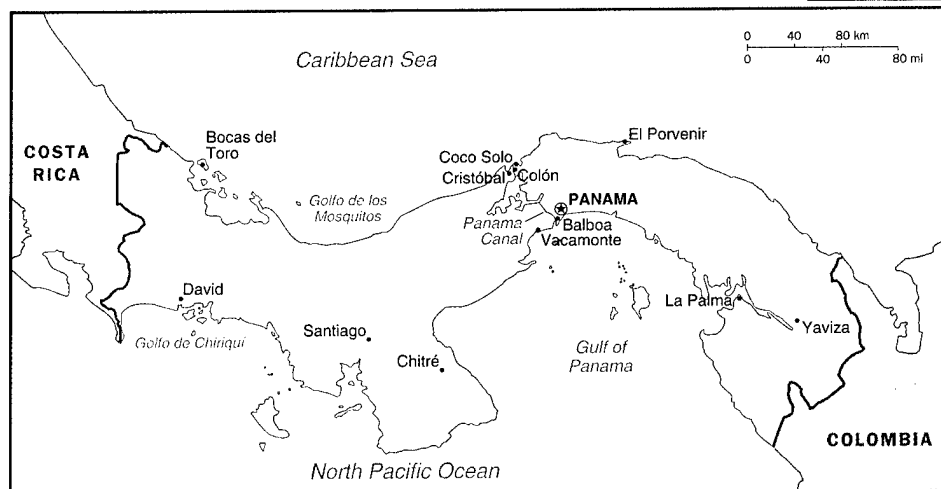 0 40 80 km
0 40 80 mi
Caribbean Sea
COSTA
RICA
Bocas del
Toro
El Porvenir
Coco Solo
Cristóbal
Colón
Golfo de los
Mosquitos
PANAMA
Panama
Canal
Balboa
Vacamonte
David
La Palma
Yaviza
Golfo de Chiriquí
Santiago
Chitré
Gulf of
Panama
COLOMBIA
North Pacific Ocean